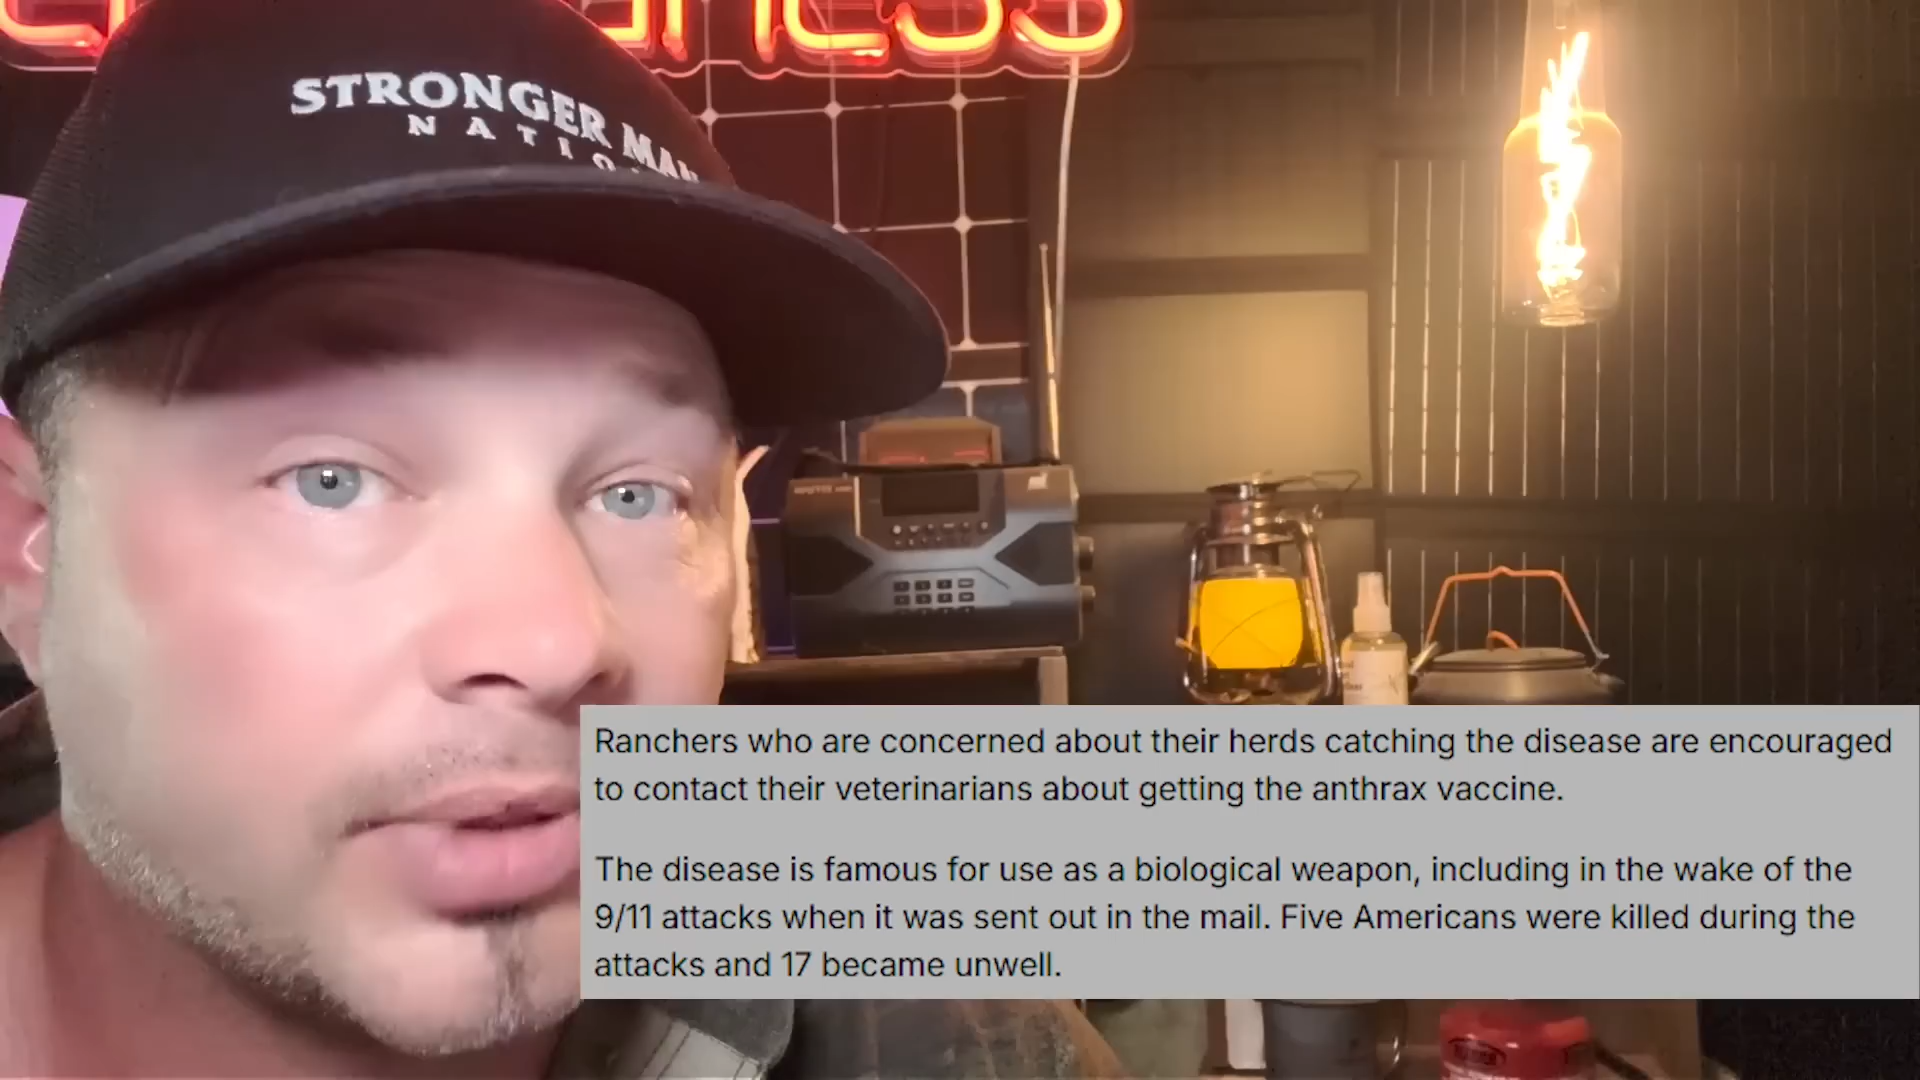 STRONGER MAN
NATIO
Ranchers who are concerned about their herds catching the disease are encouraged
to contact their veterinarians about getting the anthrax vaccine.
The disease is famous for use as a biological weapon, including in the wake of the
9/11 attacks when it was sent out in the mail. Five Americans were killed during the
attacks and 17 became unwell.